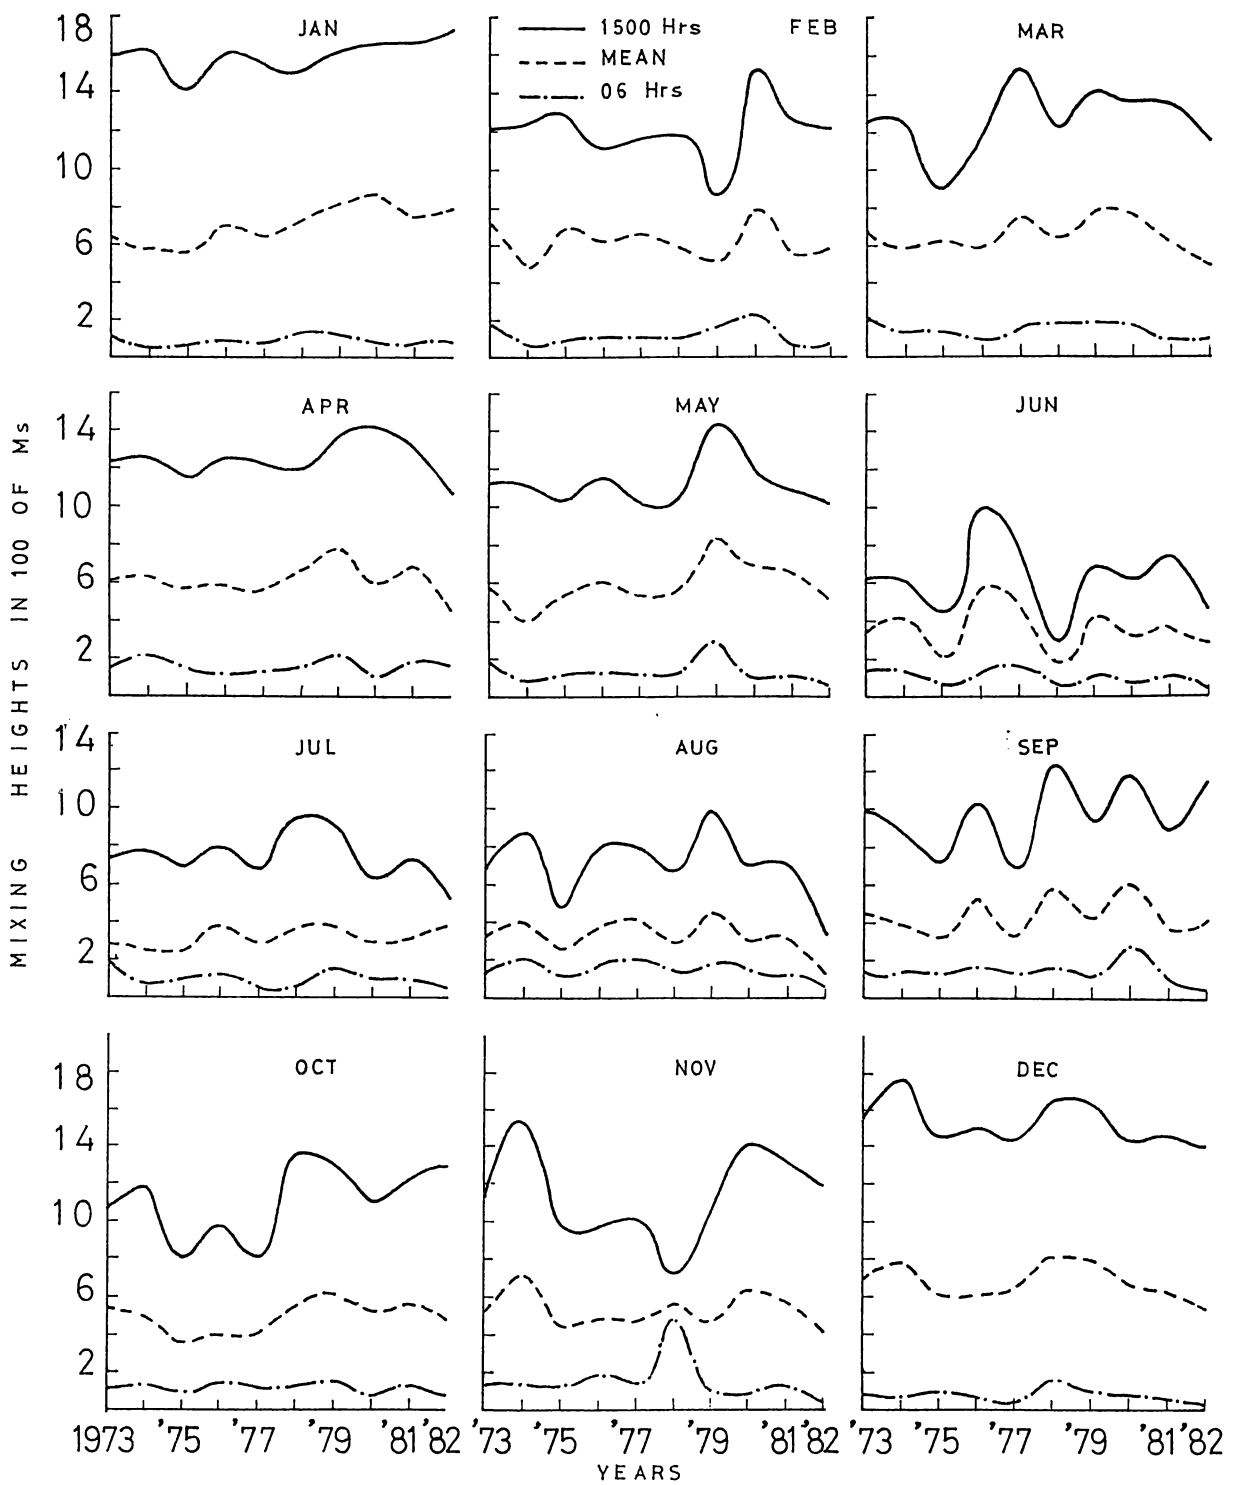 18
JAN
1500 Hrs
FEB
MAR
MEAN
14
06 Hrs
10
6
2
APR
MAY
JUN
14
10
6
2
MIXING HEIGHTS IN 100 OF Ms
14
JUL
AUG
SEP
10
6
2
OCT
NOV
DEC
18
14
10
6
2
1973 '75 '77 '79 '81 '82 '73 '75 '77 '79 '81 '82 '73 '75 '77 '79 '81 '82
YEARS